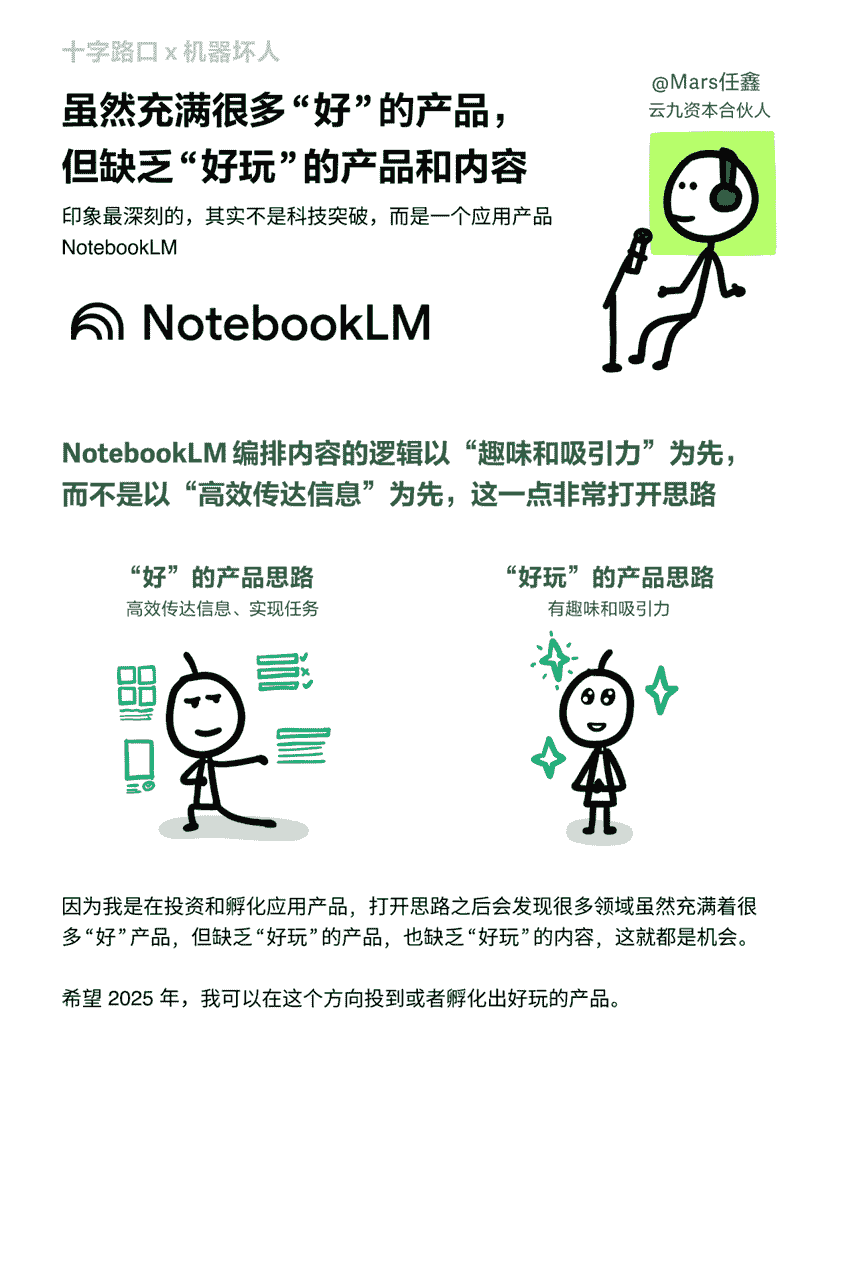 十字路口 x 机器坏人
@Mars任鑫
云九资本合伙人
虽然充满很多“好”的产品，
但缺乏“好玩”的产品和内容
印象最深刻的，其实不是科技突破，而是一个应用产品
NotebookLM
NotebookLM
NotebookLM 编排内容的逻辑以“趣味和吸引力”为先，
而不是以“高效传达信息”为先，这一点非常打开思路
“好”的产品思路
高效传达信息、实现任务
“好玩”的产品思路
有趣味和吸引力
因为我是在投资和孵化应用产品，打开思路之后会发现很多领域虽然充满着很
多“好”产品，但缺乏“好玩”的产品，也缺乏“好玩”的内容，这就都是机会。
希望 2025 年，我可以在这个方向投到或者孵化出好玩的产品。